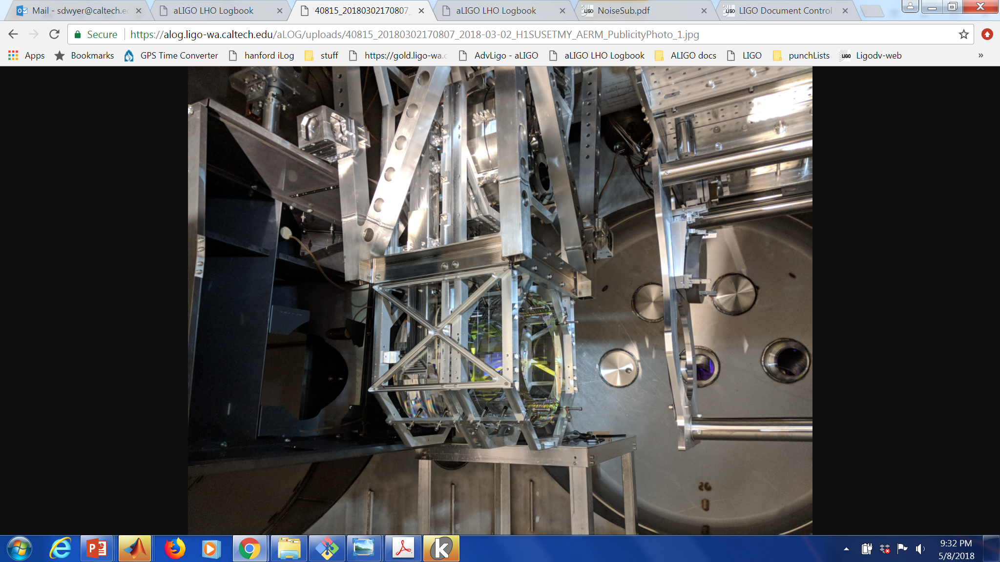 Mail - sdwyer@caltech.e
aLIGO LHO Logbook
40815_20180302170807_
aLIGO LHO Logbook
LIGO
NoiseSub.pdf
LIGO
LIGO Document Control
Secure
https://alog.ligo-wa.caltech.edu/aLOG/uploads/40815_20180302170807_2018-03-02_H1SUSETMY_AERM_PublicityPhoto_1.jpg
Apps
Bookmarks
GPS Time Converter
hanford iLog
stuff
https://gold.ligo-wa.c
AdvLigo - aLIGO
aLIGO LHO Logbook
ALIGO docs
LIGO
punchLists
LIGO
Ligodv-web
»
9:32 PM
5/8/2018